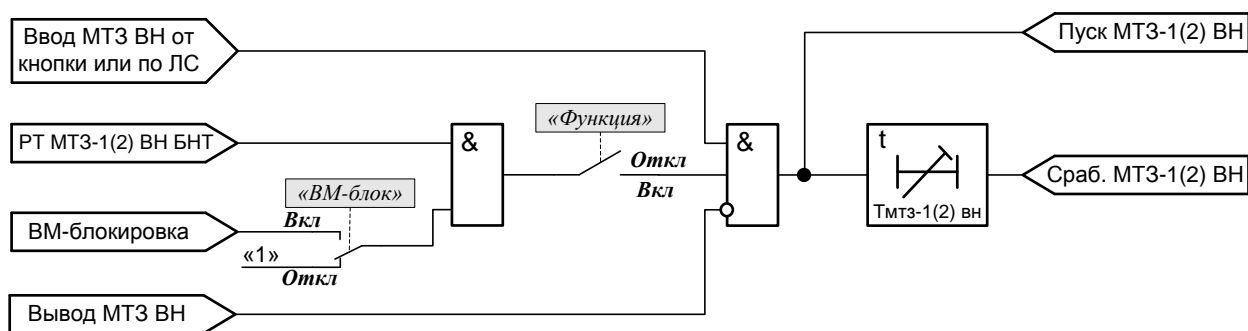 Ввод МТЗ ВН от
кнопки или по ЛС
Пуск МТЗ-1(2) ВН
«Функция»
РТ МТЗ-1(2) ВН БНТ
&
&
t
Откл
Вкл
Сраб. МТЗ-1(2) ВН
«ВМ-блок»
Тмтз-1(2) вн
Вкл
ВМ-блокировка
«1»
Откл
Вывод МТЗ ВН